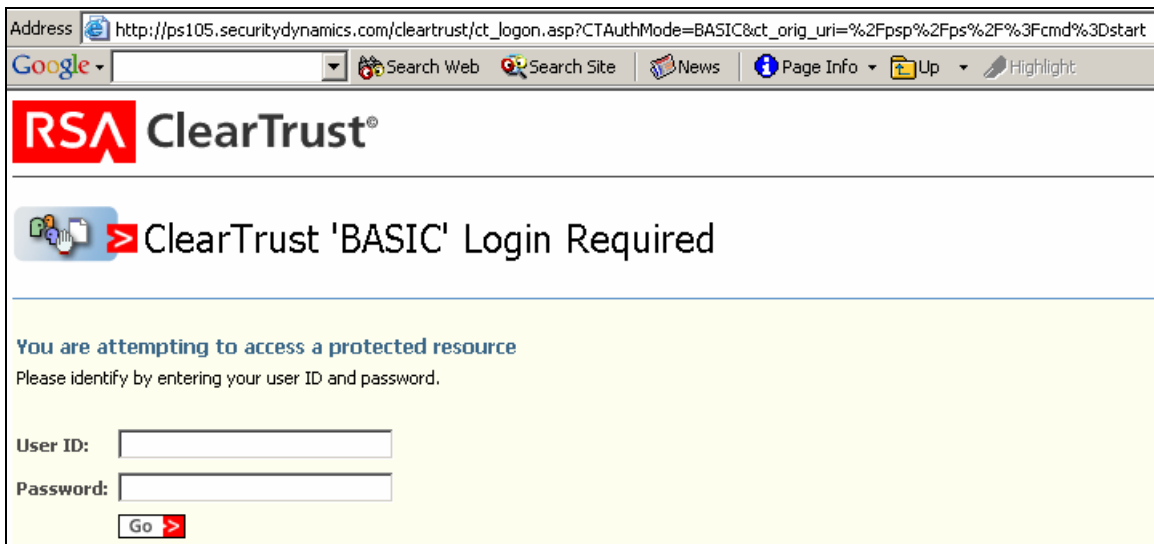 Address http://ps105.securitydynamics.com/cleartrust/ct_logon.asp?CTAuthMode=BASIC&ct_orig_uri=%2Fpsp%2Fps%2F%3Fcmd%3Dstart
Google Search Web Search Site News Page Info Up Highlight
RSA ClearTrust®
> ClearTrust 'BASIC' Login Required
You are attempting to access a protected resource
Please identify by entering your user ID and password.
User ID:
Password:
Go >